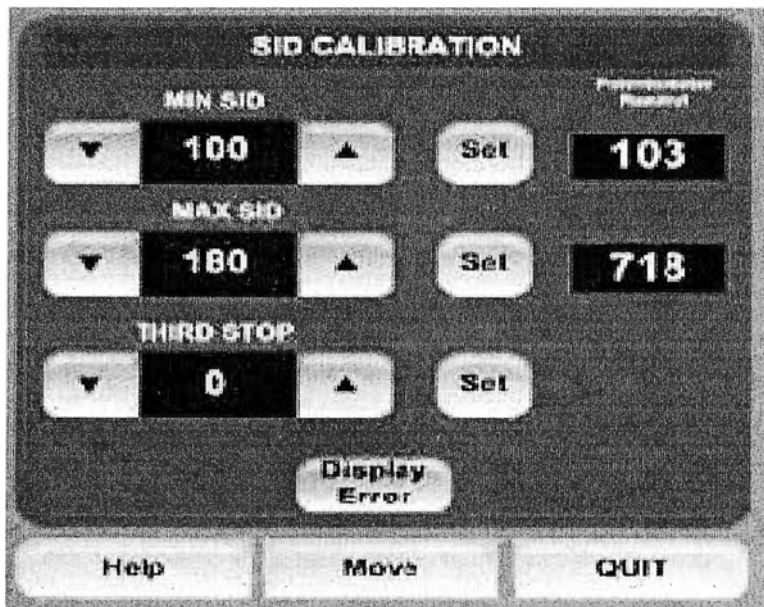 SID CALIBRATION
MIN SID
100
Set
103
MAX SID
180
Set
718
THIRD STOP
0
Set
Display
Error
Help
Move
QUIT